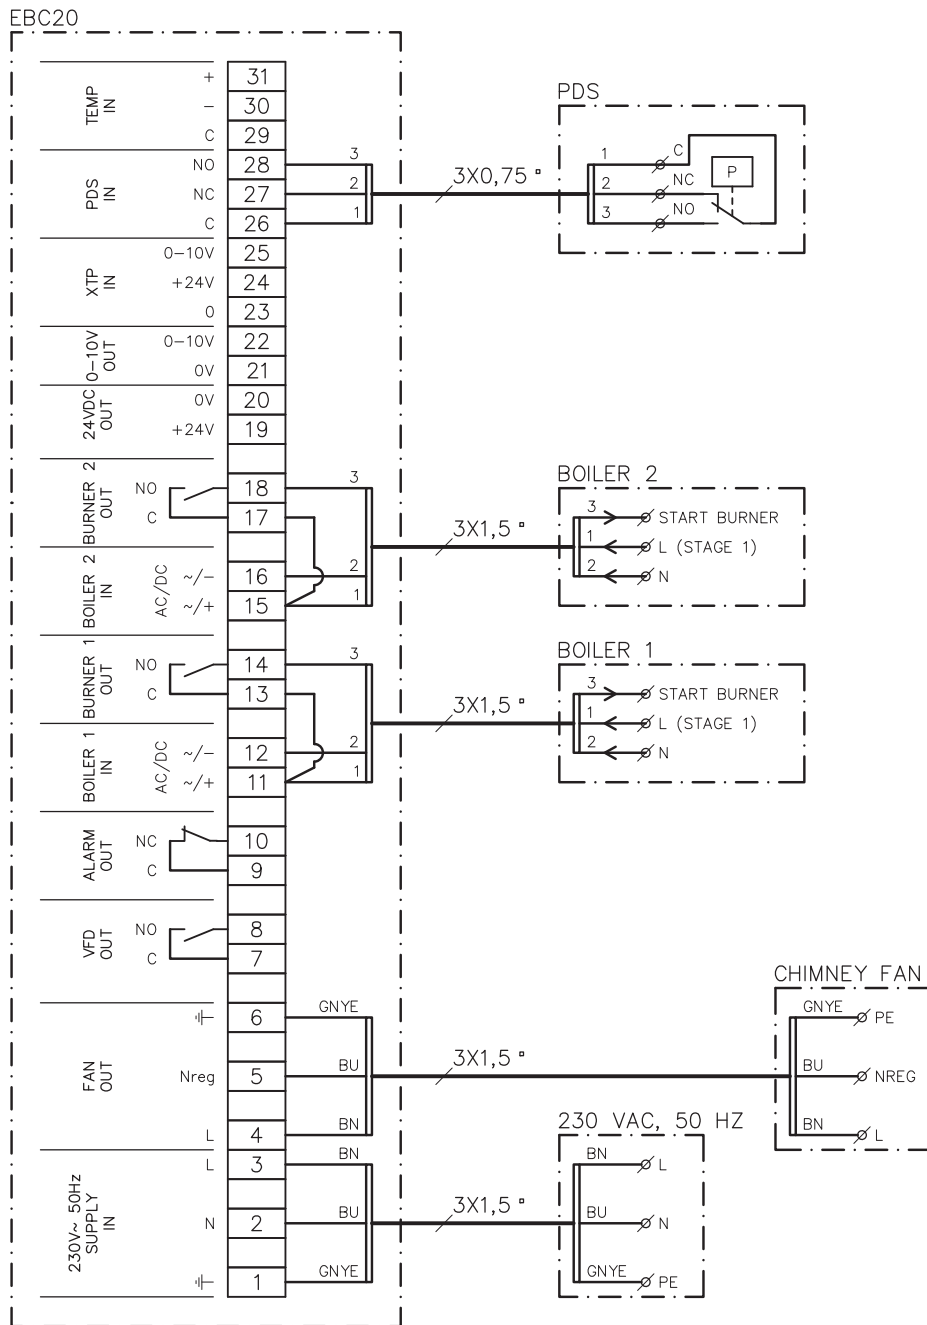 EBC20
TEMP
IN
+ 31
– 30
C 29
PDS
IN
NO 28 3
NC 27 2
C 26 1
3X0,75 ▫
PDS
1 C
2 NC
3 NO
P
XTP
IN
0–10V 25
+24V 24
0 23
0–10V
OUT
0–10V 22
0V 21
24VDC
OUT
0V 20
+24V 19
BURNER 2
OUT
NO 18 3
C 17
BOILER 2
IN
AC/DC
~/– 16 2
~/+ 15 1
3X1,5 ▫
BOILER 2
3 START BURNER
1 L (STAGE 1)
2 N
BURNER 1
OUT
NO 14 3
C 13
BOILER 1
IN
AC/DC
~/– 12 2
~/+ 11 1
3X1,5 ▫
BOILER 1
3 START BURNER
1 L (STAGE 1)
2 N
ALARM
OUT
NC 10
C 9
VFD
OUT
NO 8
C 7
FAN
OUT
6 GNYE
Nreg 5 BU
L 4 BN
3X1,5 ▫
CHIMNEY FAN
GNYE PE
BU NREG
BN L
230V~ 50Hz
SUPPLY
IN
L 3 BN
N 2 BU
1 GNYE
3X1,5 ▫
230 VAC, 50 HZ
BN L
BU N
GNYE PE